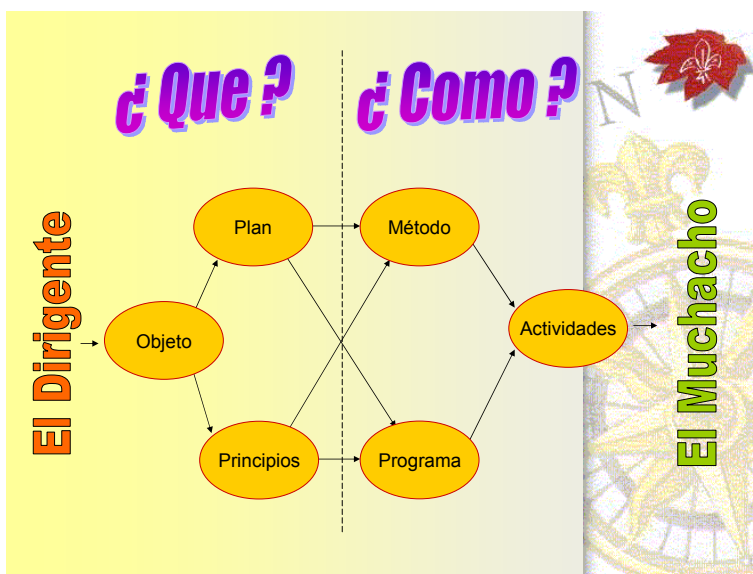 ¿ Que ?
¿ Como ?
El Dirigente
Objeto
Plan
Principios
Método
Programa
Actividades
El Muchacho
N